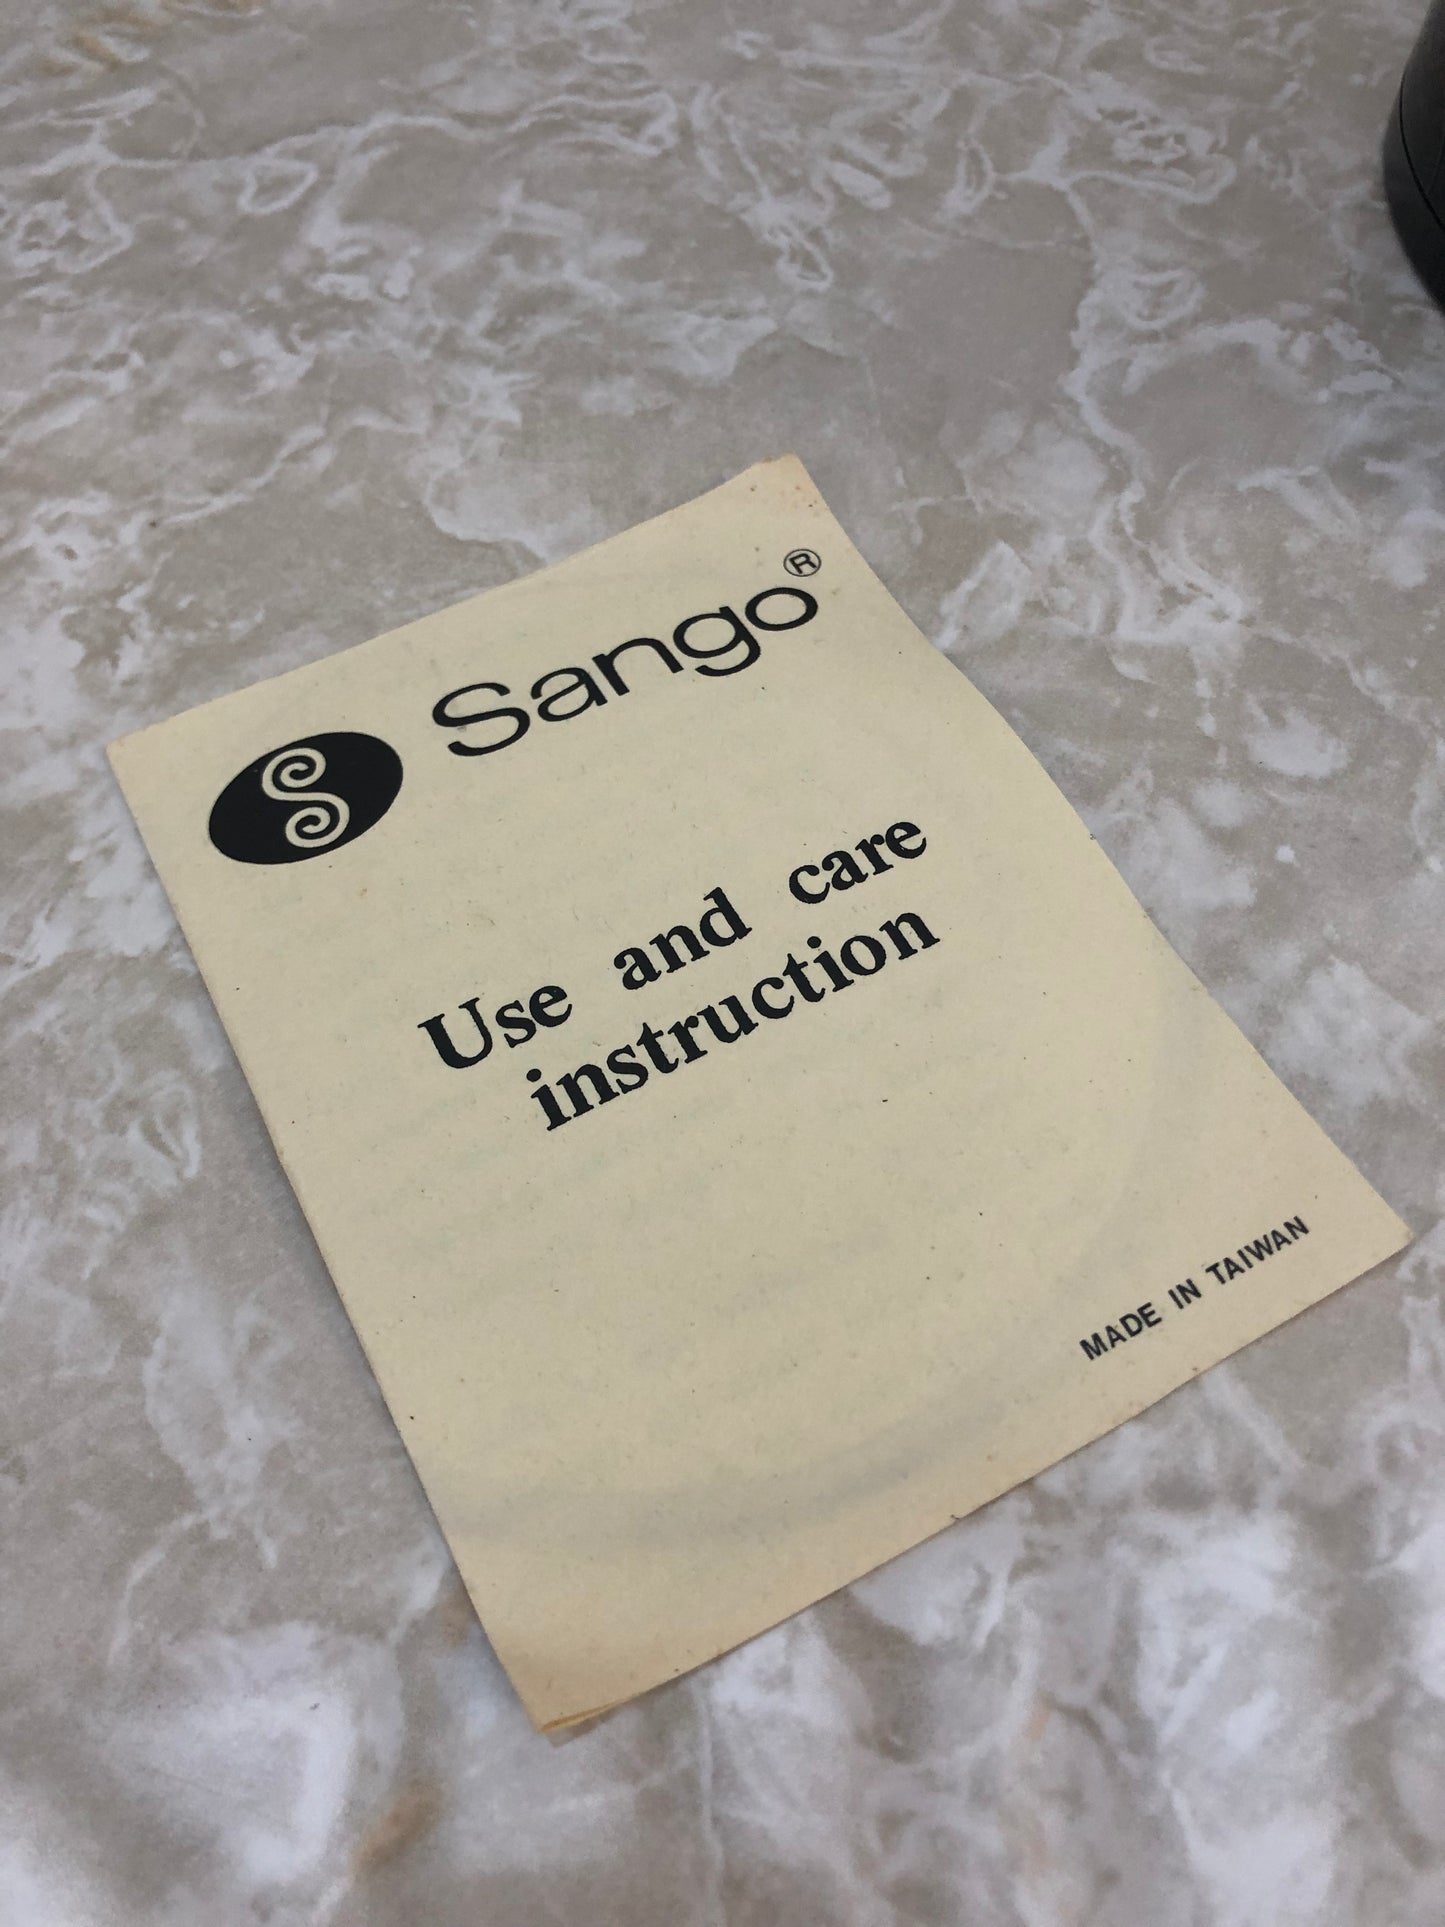 Sango®
Use and care
instruction
MADE IN TAIWAN